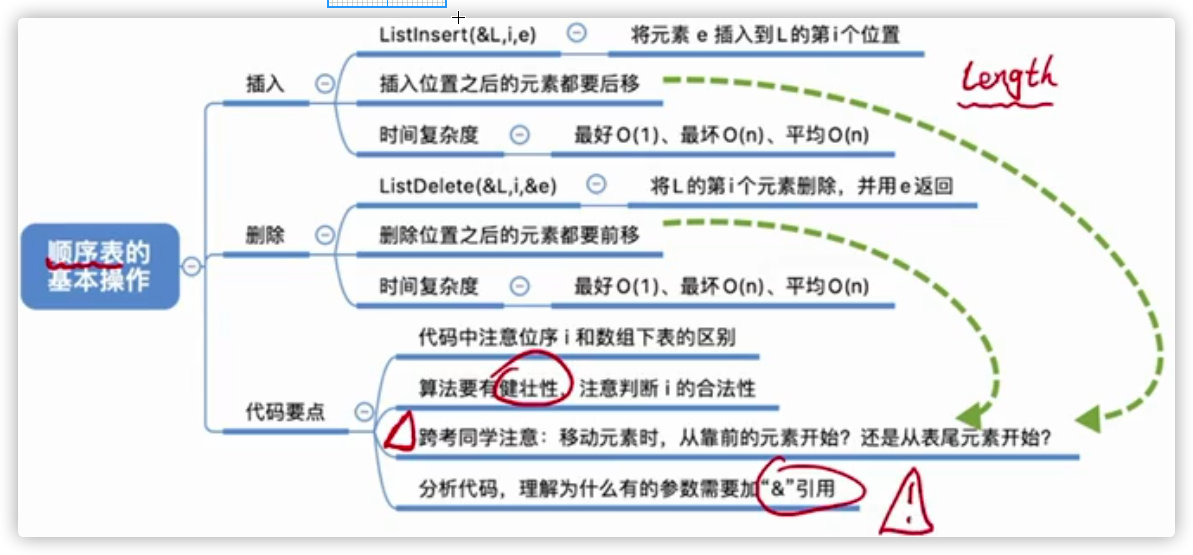 ListInsert(&L,i,e)
将元素 e 插入到L的第i个位置
Length
插入
插入位置之后的元素都要后移
时间复杂度
最好O(1)、最坏O(n)、平均O(n)
ListDelete(&L,i,&e)
将L的第i个元素删除，并用e返回
删除
删除位置之后的元素都要前移
顺序表的
基本操作
时间复杂度
最好O(1)、最坏O(n)、平均O(n)
代码中注意位序 i 和数组下表的区别
算法要有健壮性，注意判断 i 的合法性
代码要点
跨考同学注意：移动元素时，从靠前的元素开始？还是从表尾元素开始？
分析代码，理解为什么有的参数需要加“&”引用
!